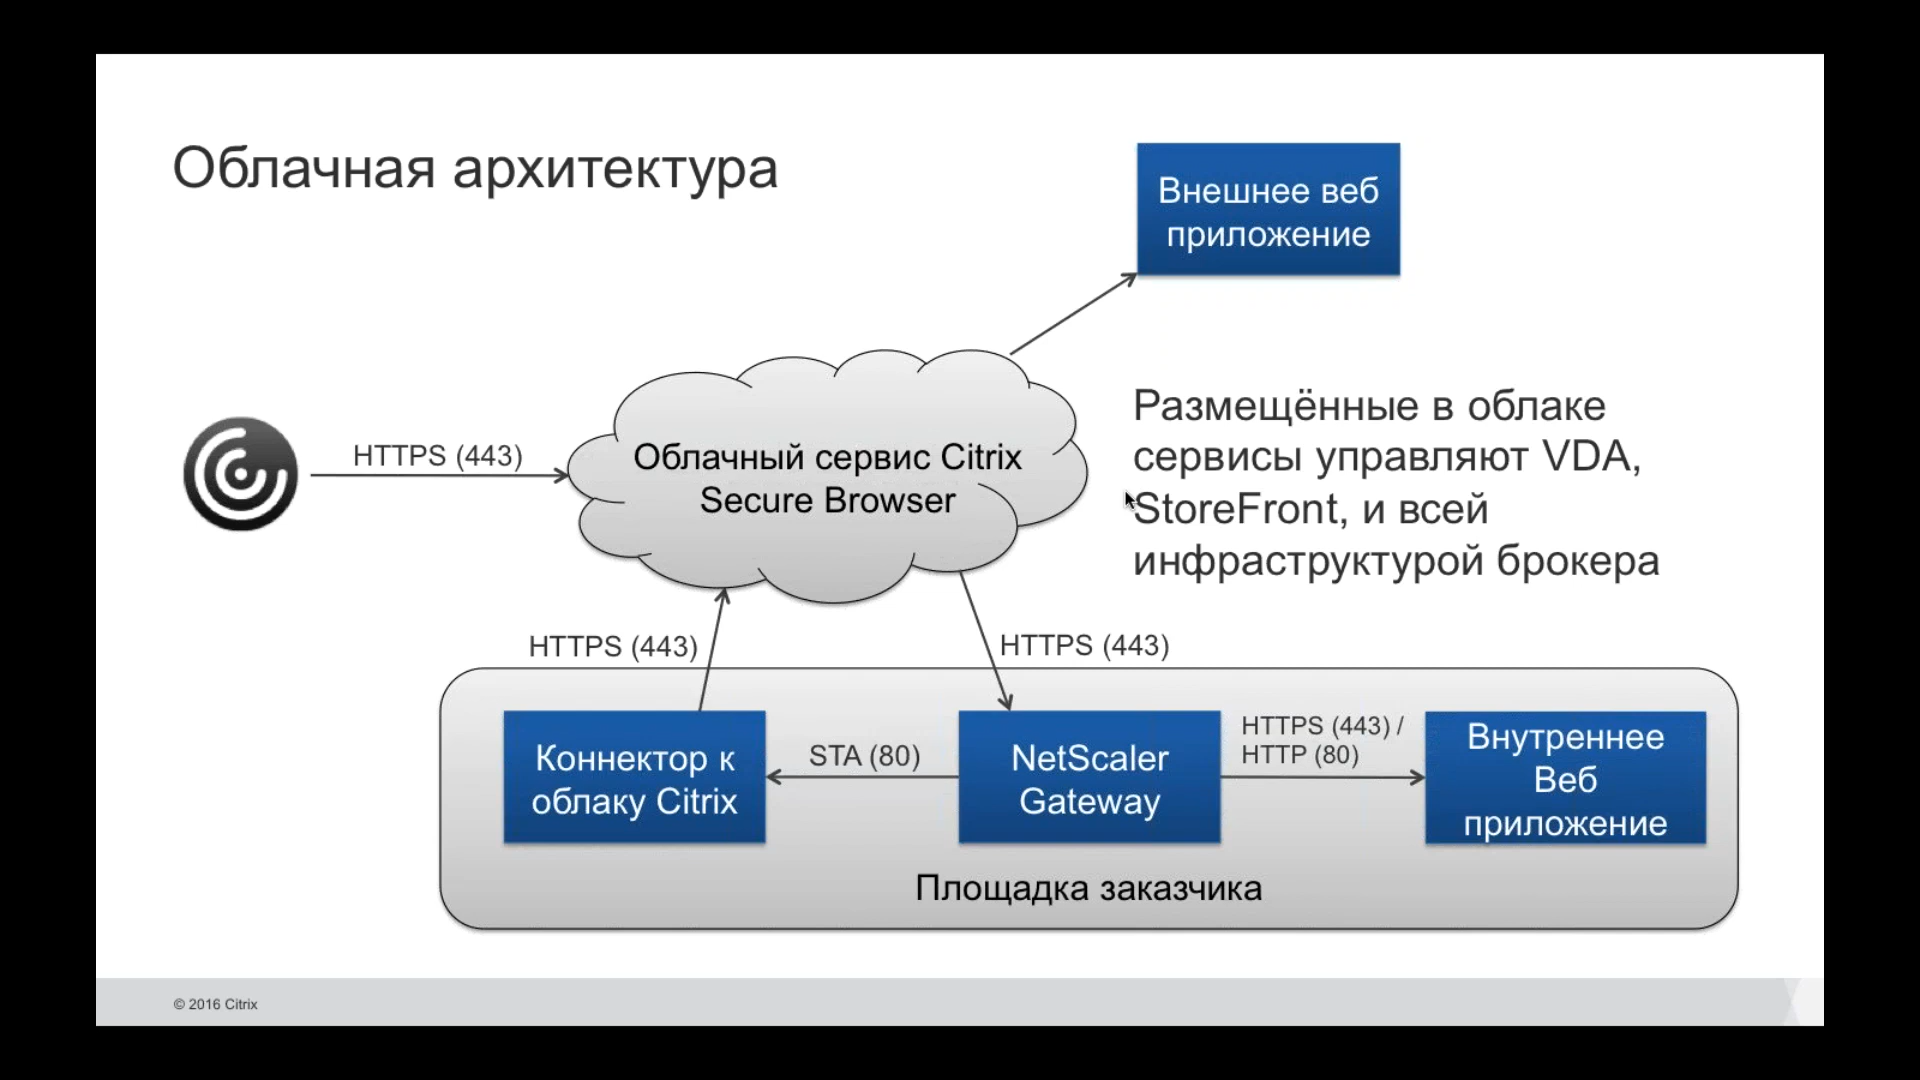 Облачная архитектура
Внешнее веб
приложение
HTTPS (443)
Облачный сервис Citrix
Secure Browser
Размещённые в облаке
сервисы управляют VDA,
StoreFront, и всей
инфраструктурой брокера
HTTPS (443)
HTTPS (443)
Коннектор к
облаку Citrix
STA (80)
NetScaler
Gateway
HTTPS (443) /
HTTP (80)
Внутреннее
Веб
приложение
Площадка заказчика
© 2016 Citrix